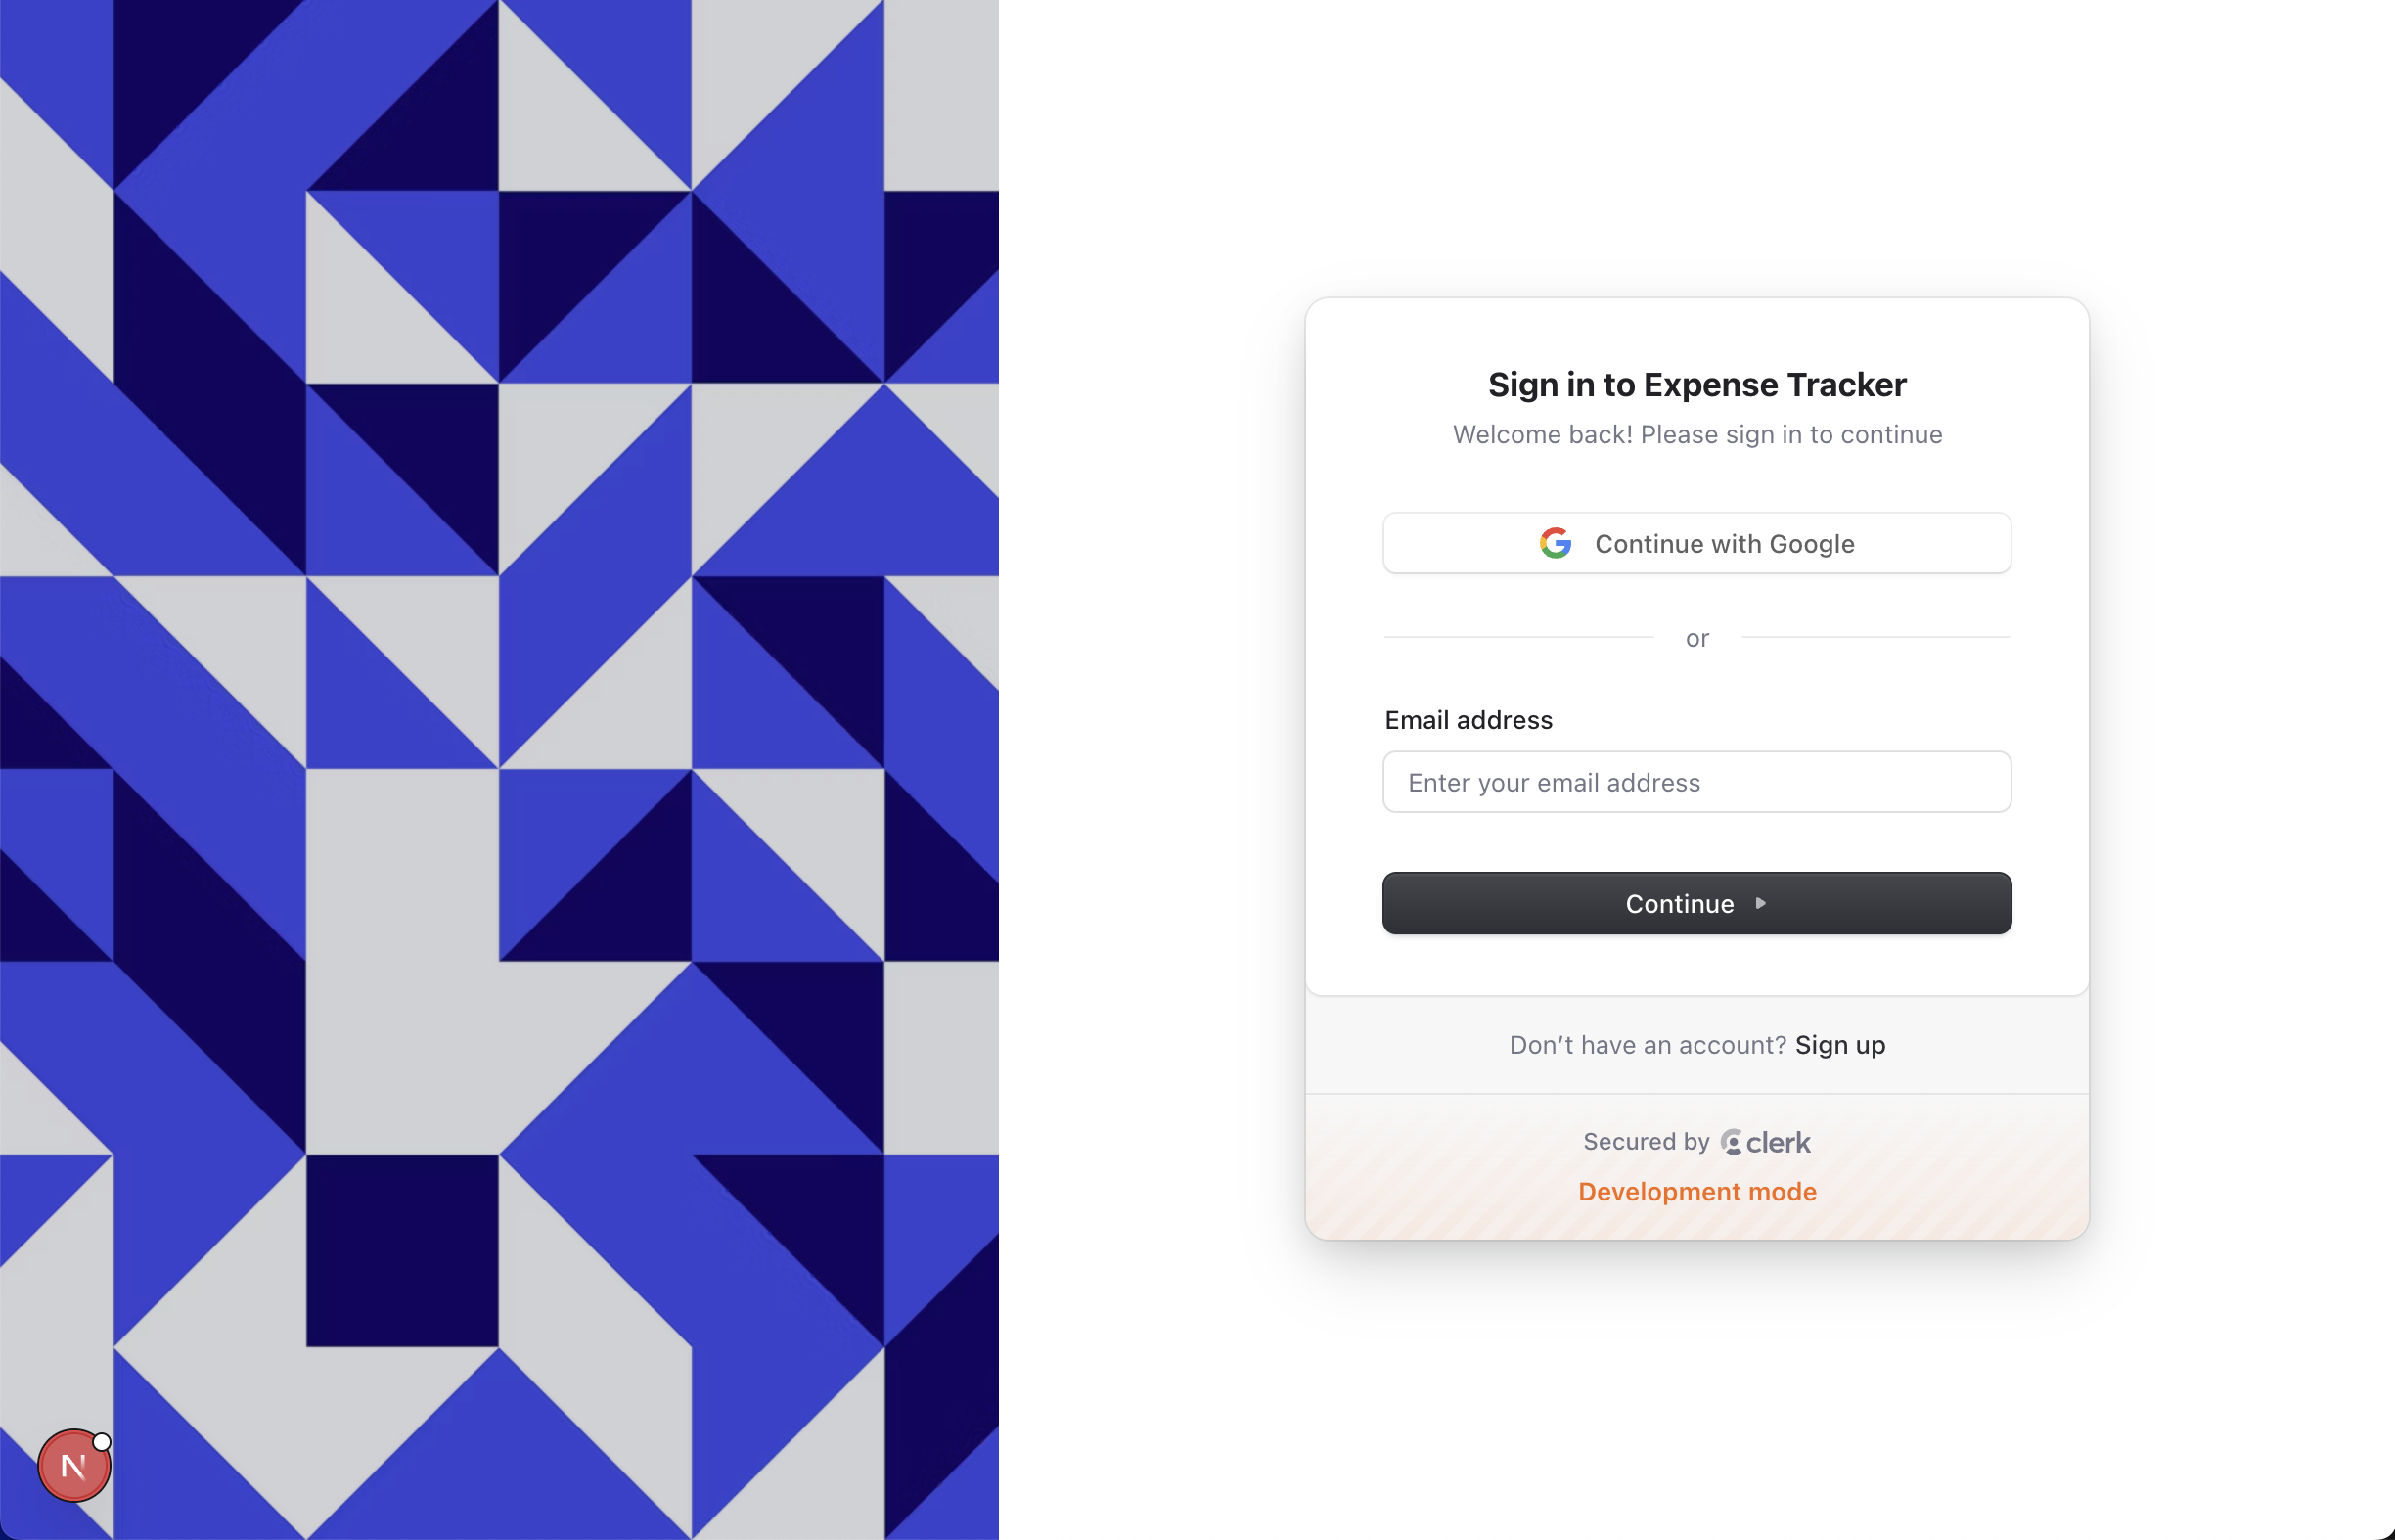 Sign in to Expense Tracker
Welcome back! Please sign in to continue
Continue with Google
or
Email address
Enter your email address
Continue
Don’t have an account? Sign up
Secured by clerk
Development mode
N